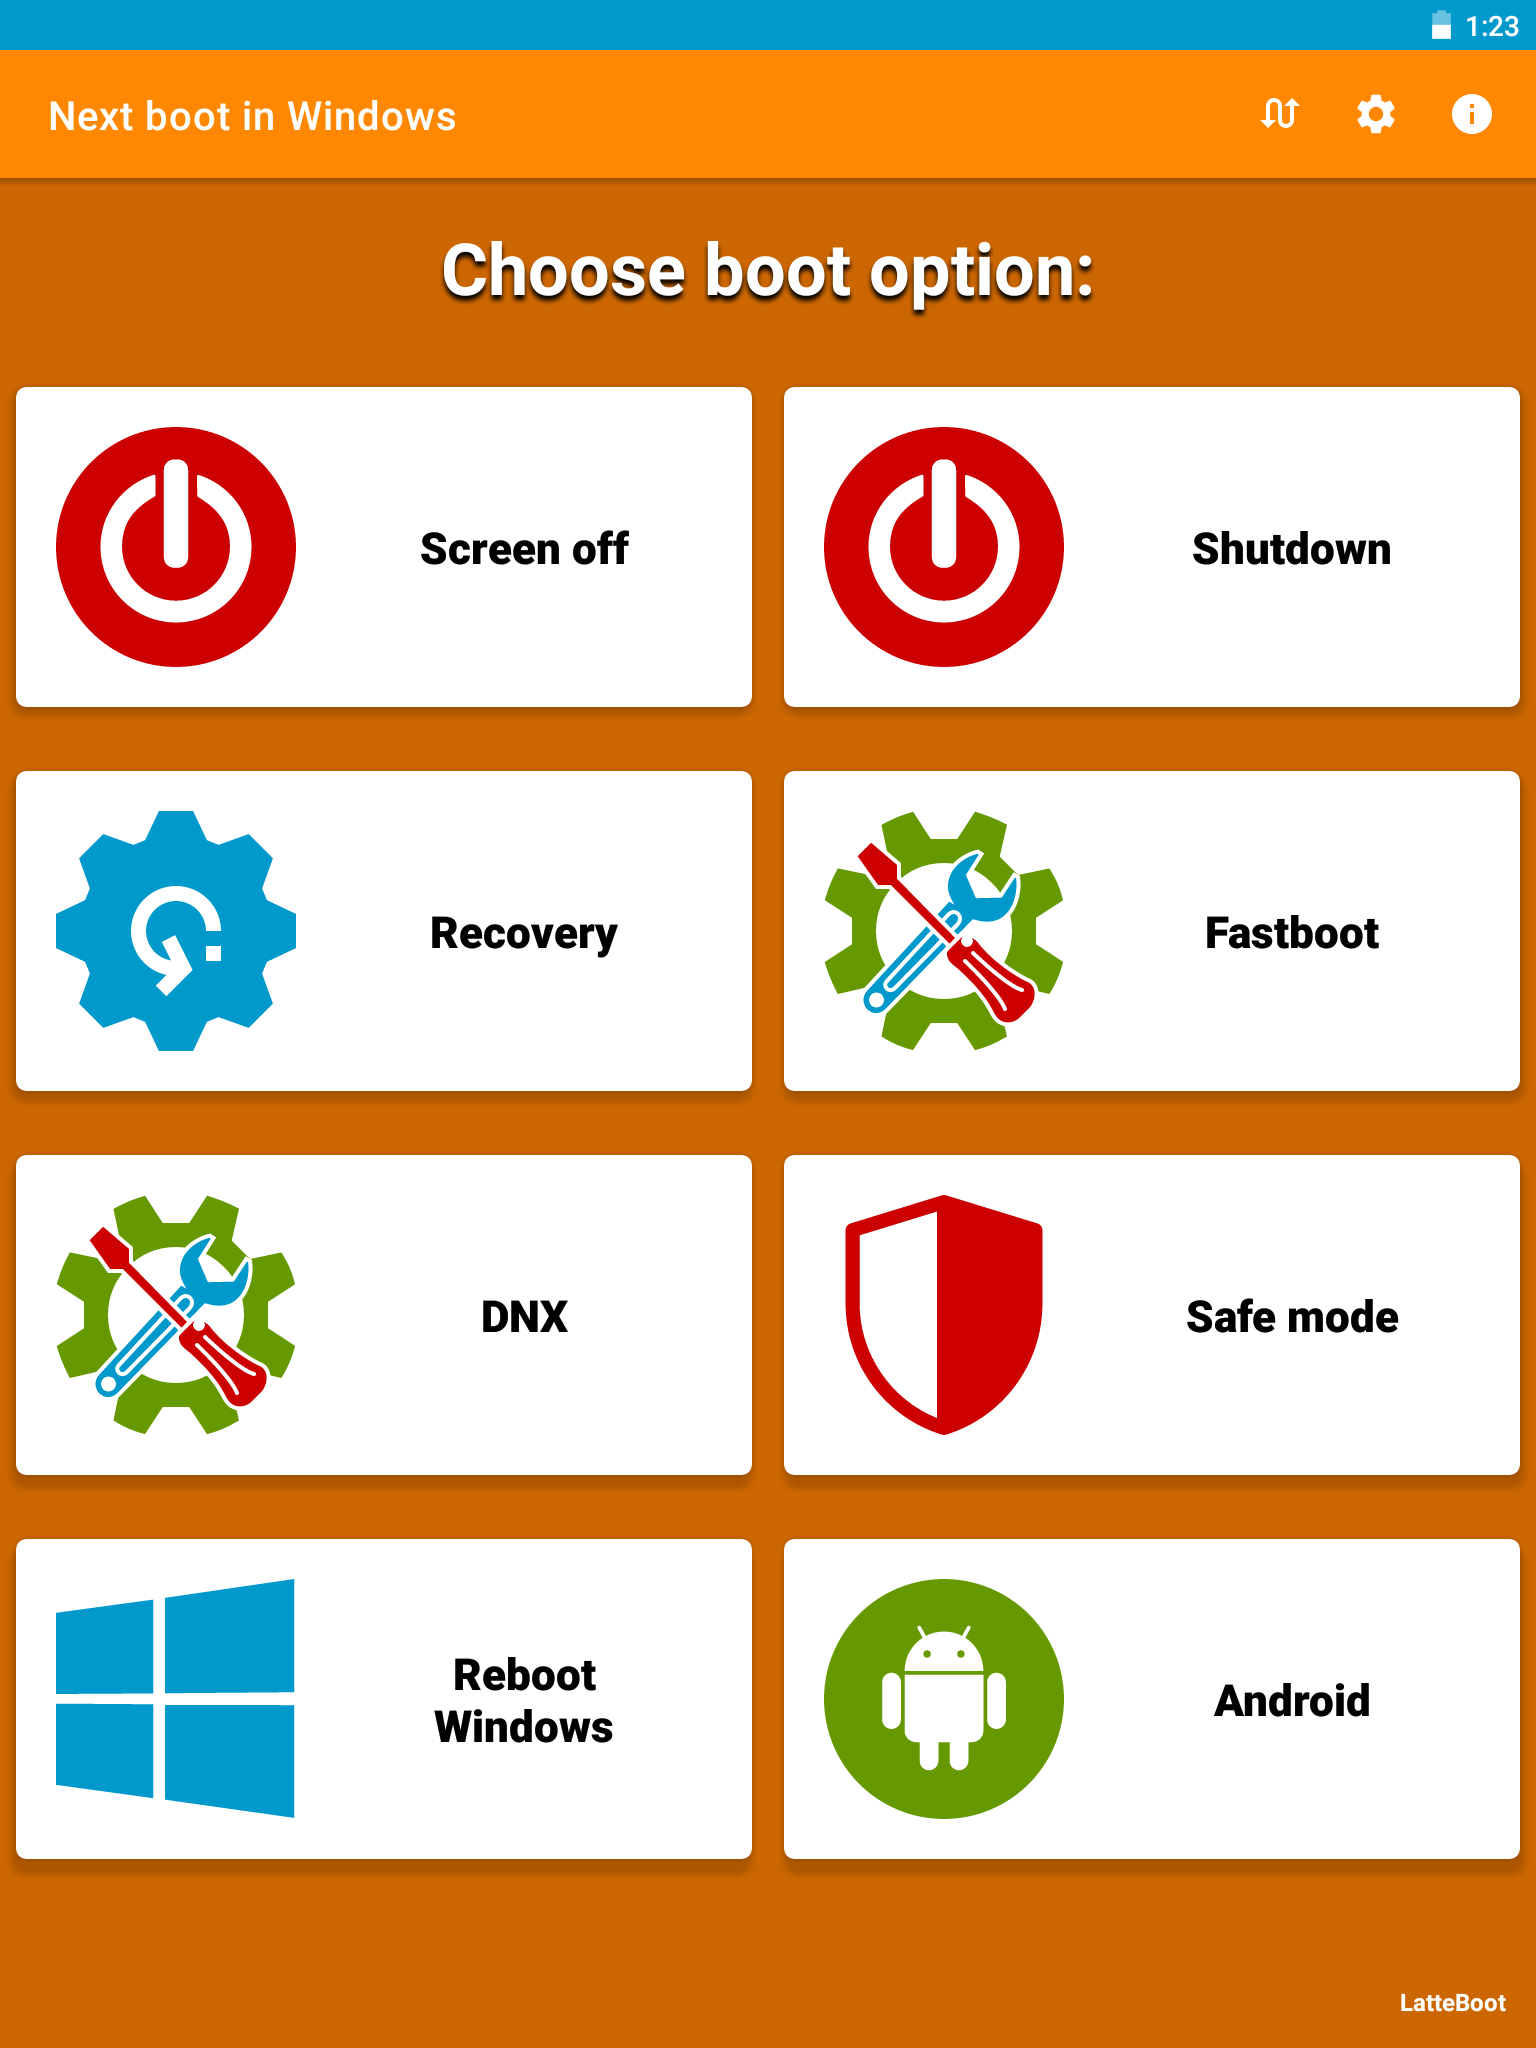 1:23
Next boot in Windows
Choose boot option:
Screen off
Shutdown
Recovery
Fastboot
DNX
Safe mode
Reboot
Windows
Android
LatteBoot